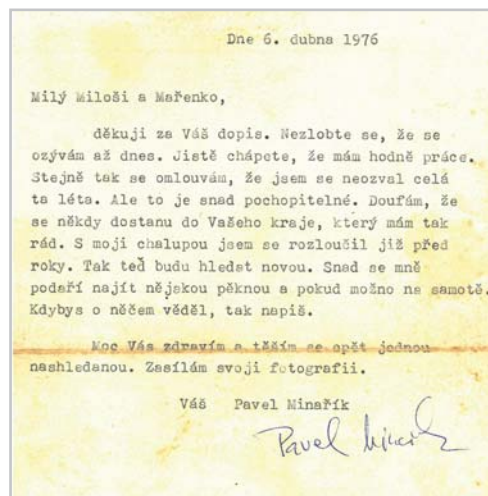 Dne 6. dubna 1976
Milý Miloši a Mařenko,
děkuji za Váš dopis. Nezlobte se, že se
ozývám až dnes. Jistě chápete, že mám hodně práce.
Stejně tak se omlouvám, že jsem se neozval celá
ta léta. Ale to je snad pochopitelné. Doufám, že
se někdy dostanu do Vašeho kraje, který mám tak
rád. S moji chalupou jsem se rozloučil již před
roky. Tak teď budu hledat novou. Snad se mně
podaří najít nějakou pěknou a pokud možno na samotě.
Kdybys o něčem věděl, tak napiš.
Moc Vás zdravím a těším se opět jednou
nashledanou. Zasílám svoji fotografii.
Váš Pavel Minařík
Pavel Minařík